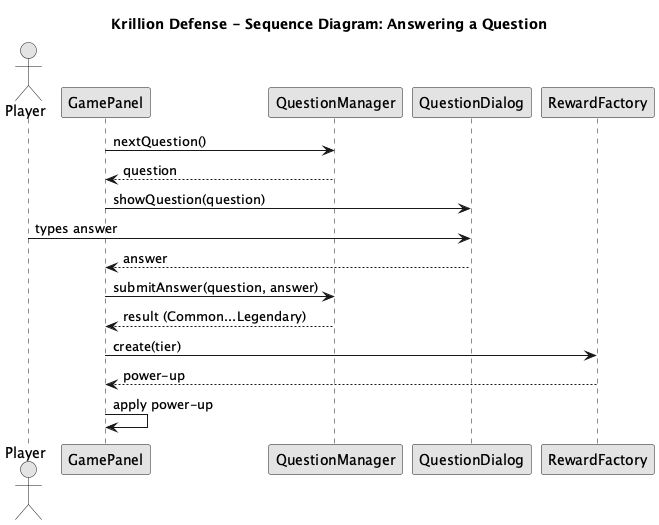 Krillion Defense – Sequence Diagram: Answering a Question
Player
GamePanel
QuestionManager
QuestionDialog
RewardFactory
nextQuestion()
question
showQuestion(question)
types answer
answer
submitAnswer(question, answer)
result (Common...Legendary)
create(tier)
power-up
apply power-up
Player
GamePanel
QuestionManager
QuestionDialog
RewardFactory